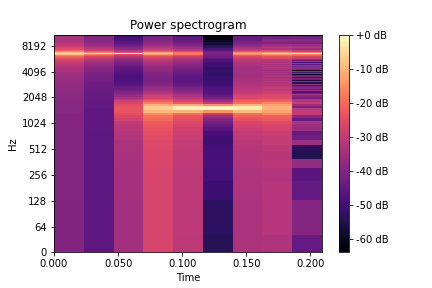 Power spectrogram
8192
4096
2048
1024
512
256
128
64
0
Hz
0.000 0.050 0.100 0.150 0.200
Time
+0 dB
-10 dB
-20 dB
-30 dB
-40 dB
-50 dB
-60 dB